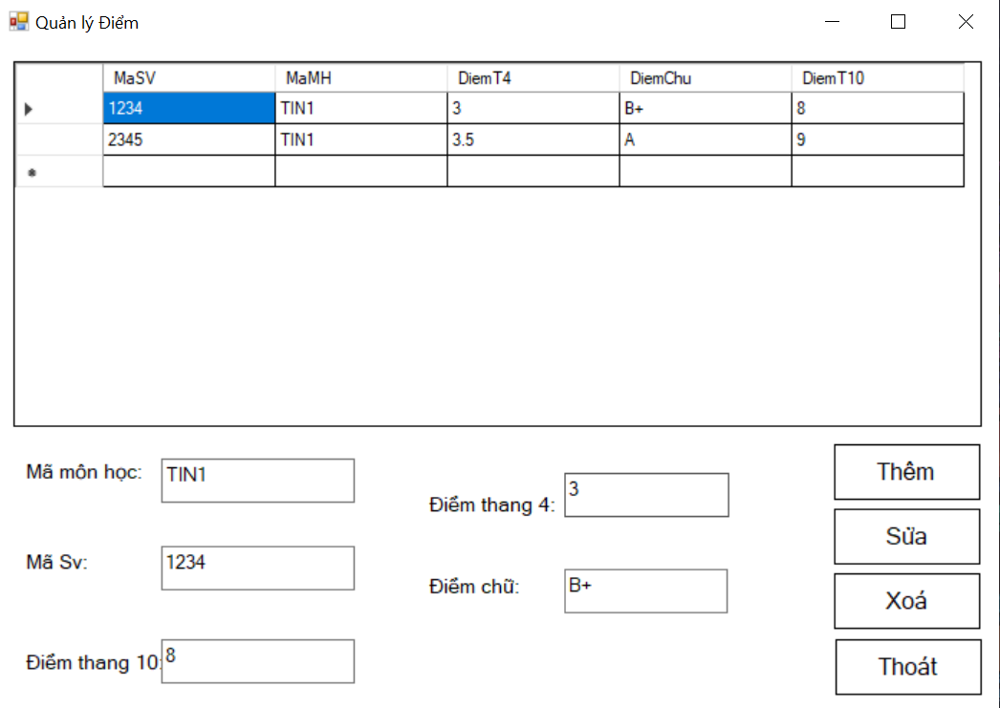 Quản lý Điểm
MaSV MaMH DiemT4 DiemChu DiemT10
1234 TIN1 3 B+ 8
2345 TIN1 3.5 A 9
Mã môn học: TIN1
Điểm thang 4: 3
Mã Sv: 1234
Điểm chữ: B+
Điểm thang 10: 8
Thêm
Sửa
Xoá
Thoát